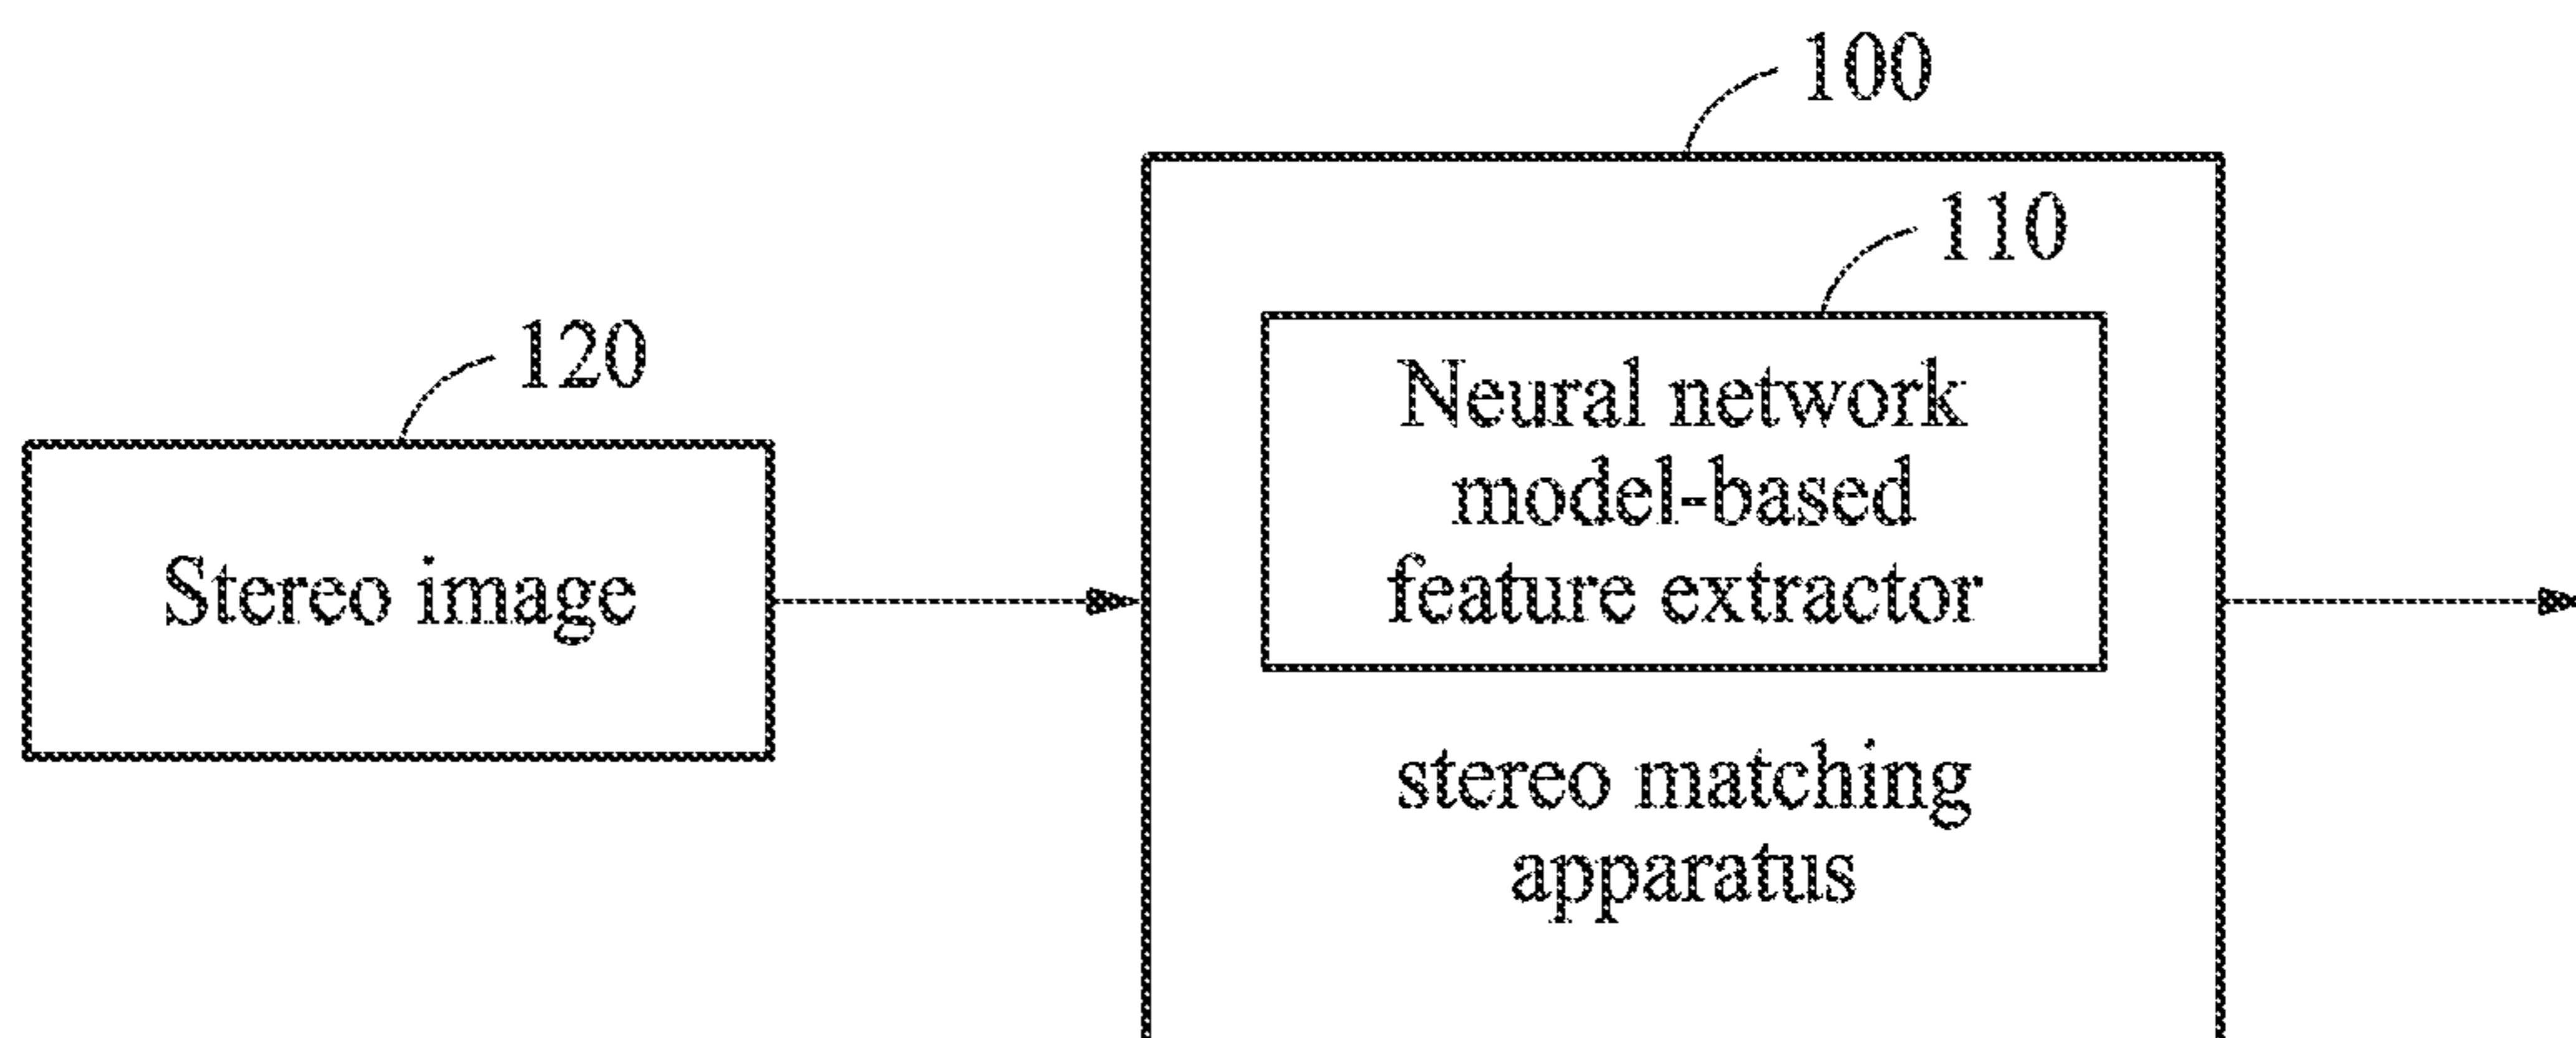 100
110
120
Neural network
model-based
feature extractor
Stereo image
stereo matching
apparatus